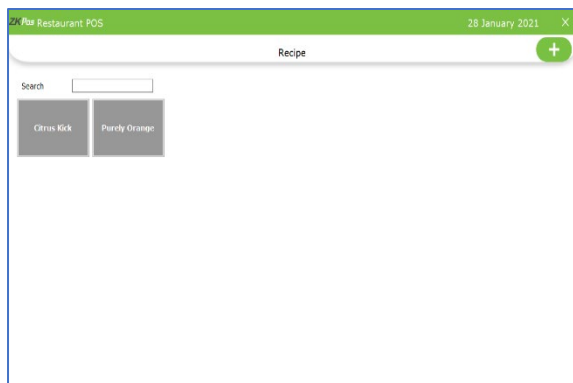 ZKPos Restaurant POS 28 January 2021 X
Recipe +
Search
Citrus Kick Purely Orange